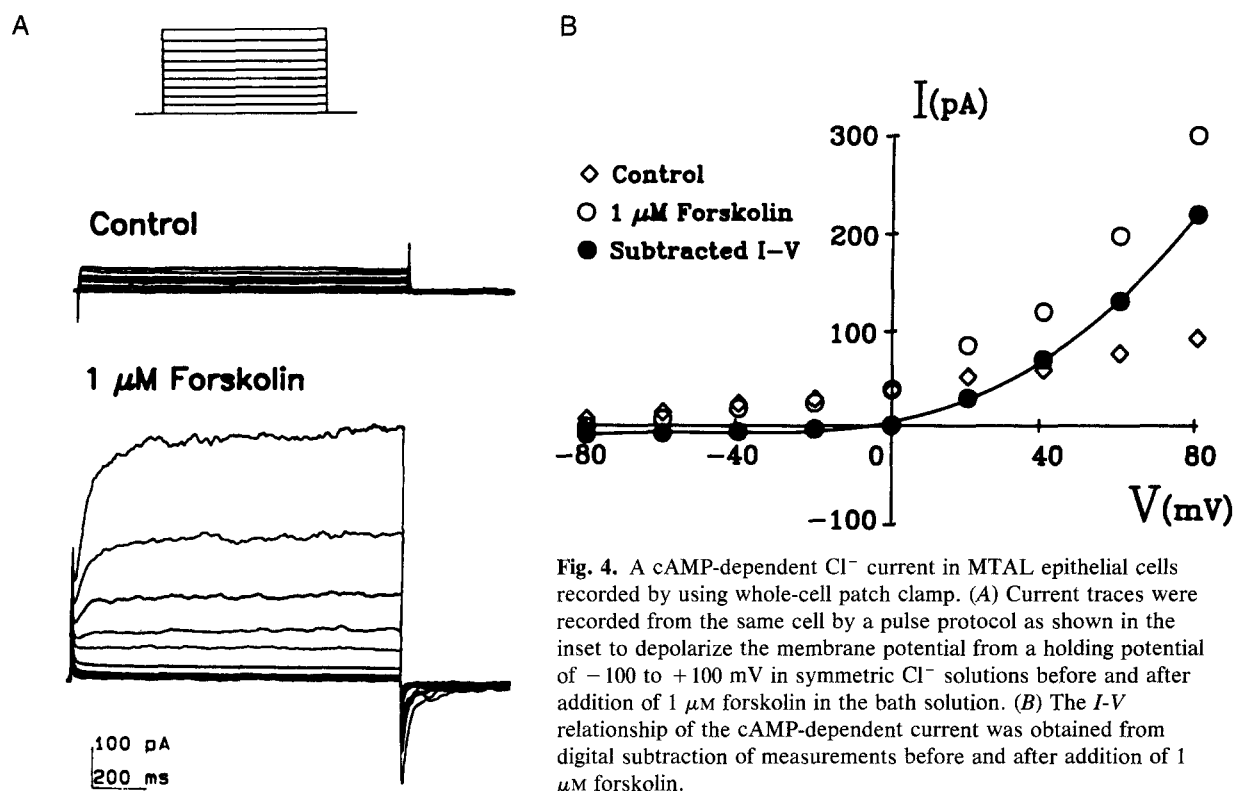 A
Control
1 μM Forskolin
100 pA
200 ms
B
I(pA)
300
200
100
-100
◇ Control
○ 1 μM Forskolin
● Subtracted I-V
-80
-40
0
40
80
V(mV)
Fig. 4. A cAMP-dependent Cl⁻ current in MTAL epithelial cells
recorded by using whole-cell patch clamp. (A) Current traces were
recorded from the same cell by a pulse protocol as shown in the
inset to depolarize the membrane potential from a holding potential
of −100 to +100 mV in symmetric Cl⁻ solutions before and after
addition of 1 μM forskolin in the bath solution. (B) The I-V
relationship of the cAMP-dependent current was obtained from
digital subtraction of measurements before and after addition of 1
μM forskolin.